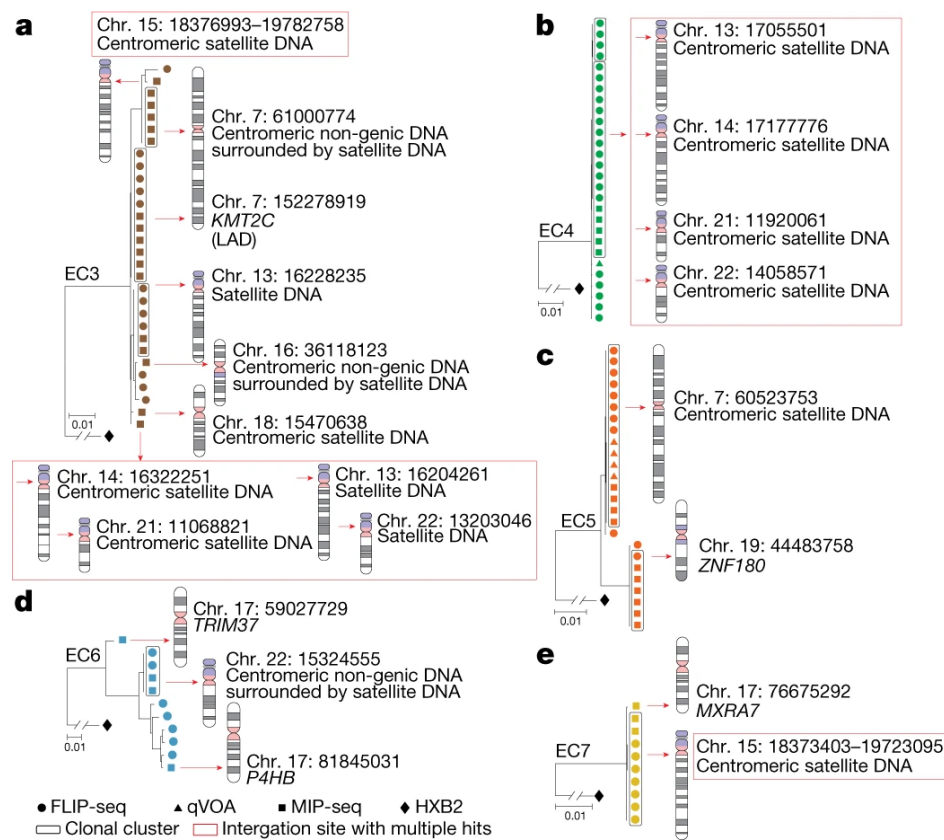 a
Chr. 15: 18376993–19782758
Centromeric satellite DNA
Chr. 7: 61000774
Centromeric non-genic DNA
surrounded by satellite DNA
Chr. 7: 152278919
KMT2C
(LAD)
EC3
Chr. 13: 16228235
Satellite DNA
Chr. 16: 36118123
Centromeric non-genic DNA
surrounded by satellite DNA
0.01
Chr. 18: 15470638
Centromeric satellite DNA
Chr. 14: 16322251
Centromeric satellite DNA
Chr. 13: 16204261
Satellite DNA
Chr. 21: 11068821
Centromeric satellite DNA
Chr. 22: 13203046
Satellite DNA
b
Chr. 13: 17055501
Centromeric satellite DNA
Chr. 14: 17177776
Centromeric satellite DNA
EC4
Chr. 21: 11920061
Centromeric satellite DNA
Chr. 22: 14058571
Centromeric satellite DNA
0.01
c
Chr. 7: 60523753
Centromeric satellite DNA
EC5
Chr. 19: 44483758
ZNF180
0.01
d
Chr. 17: 59027729
TRIM37
EC6
Chr. 22: 15324555
Centromeric non-genic DNA
surrounded by satellite DNA
0.01
Chr. 17: 81845031
P4HB
e
Chr. 17: 76675292
MXRA7
EC7
Chr. 15: 18373403–19723095
Centromeric satellite DNA
0.01
FLIP-seq qVOA MIP-seq HXB2
Clonal cluster Intergation site with multiple hits